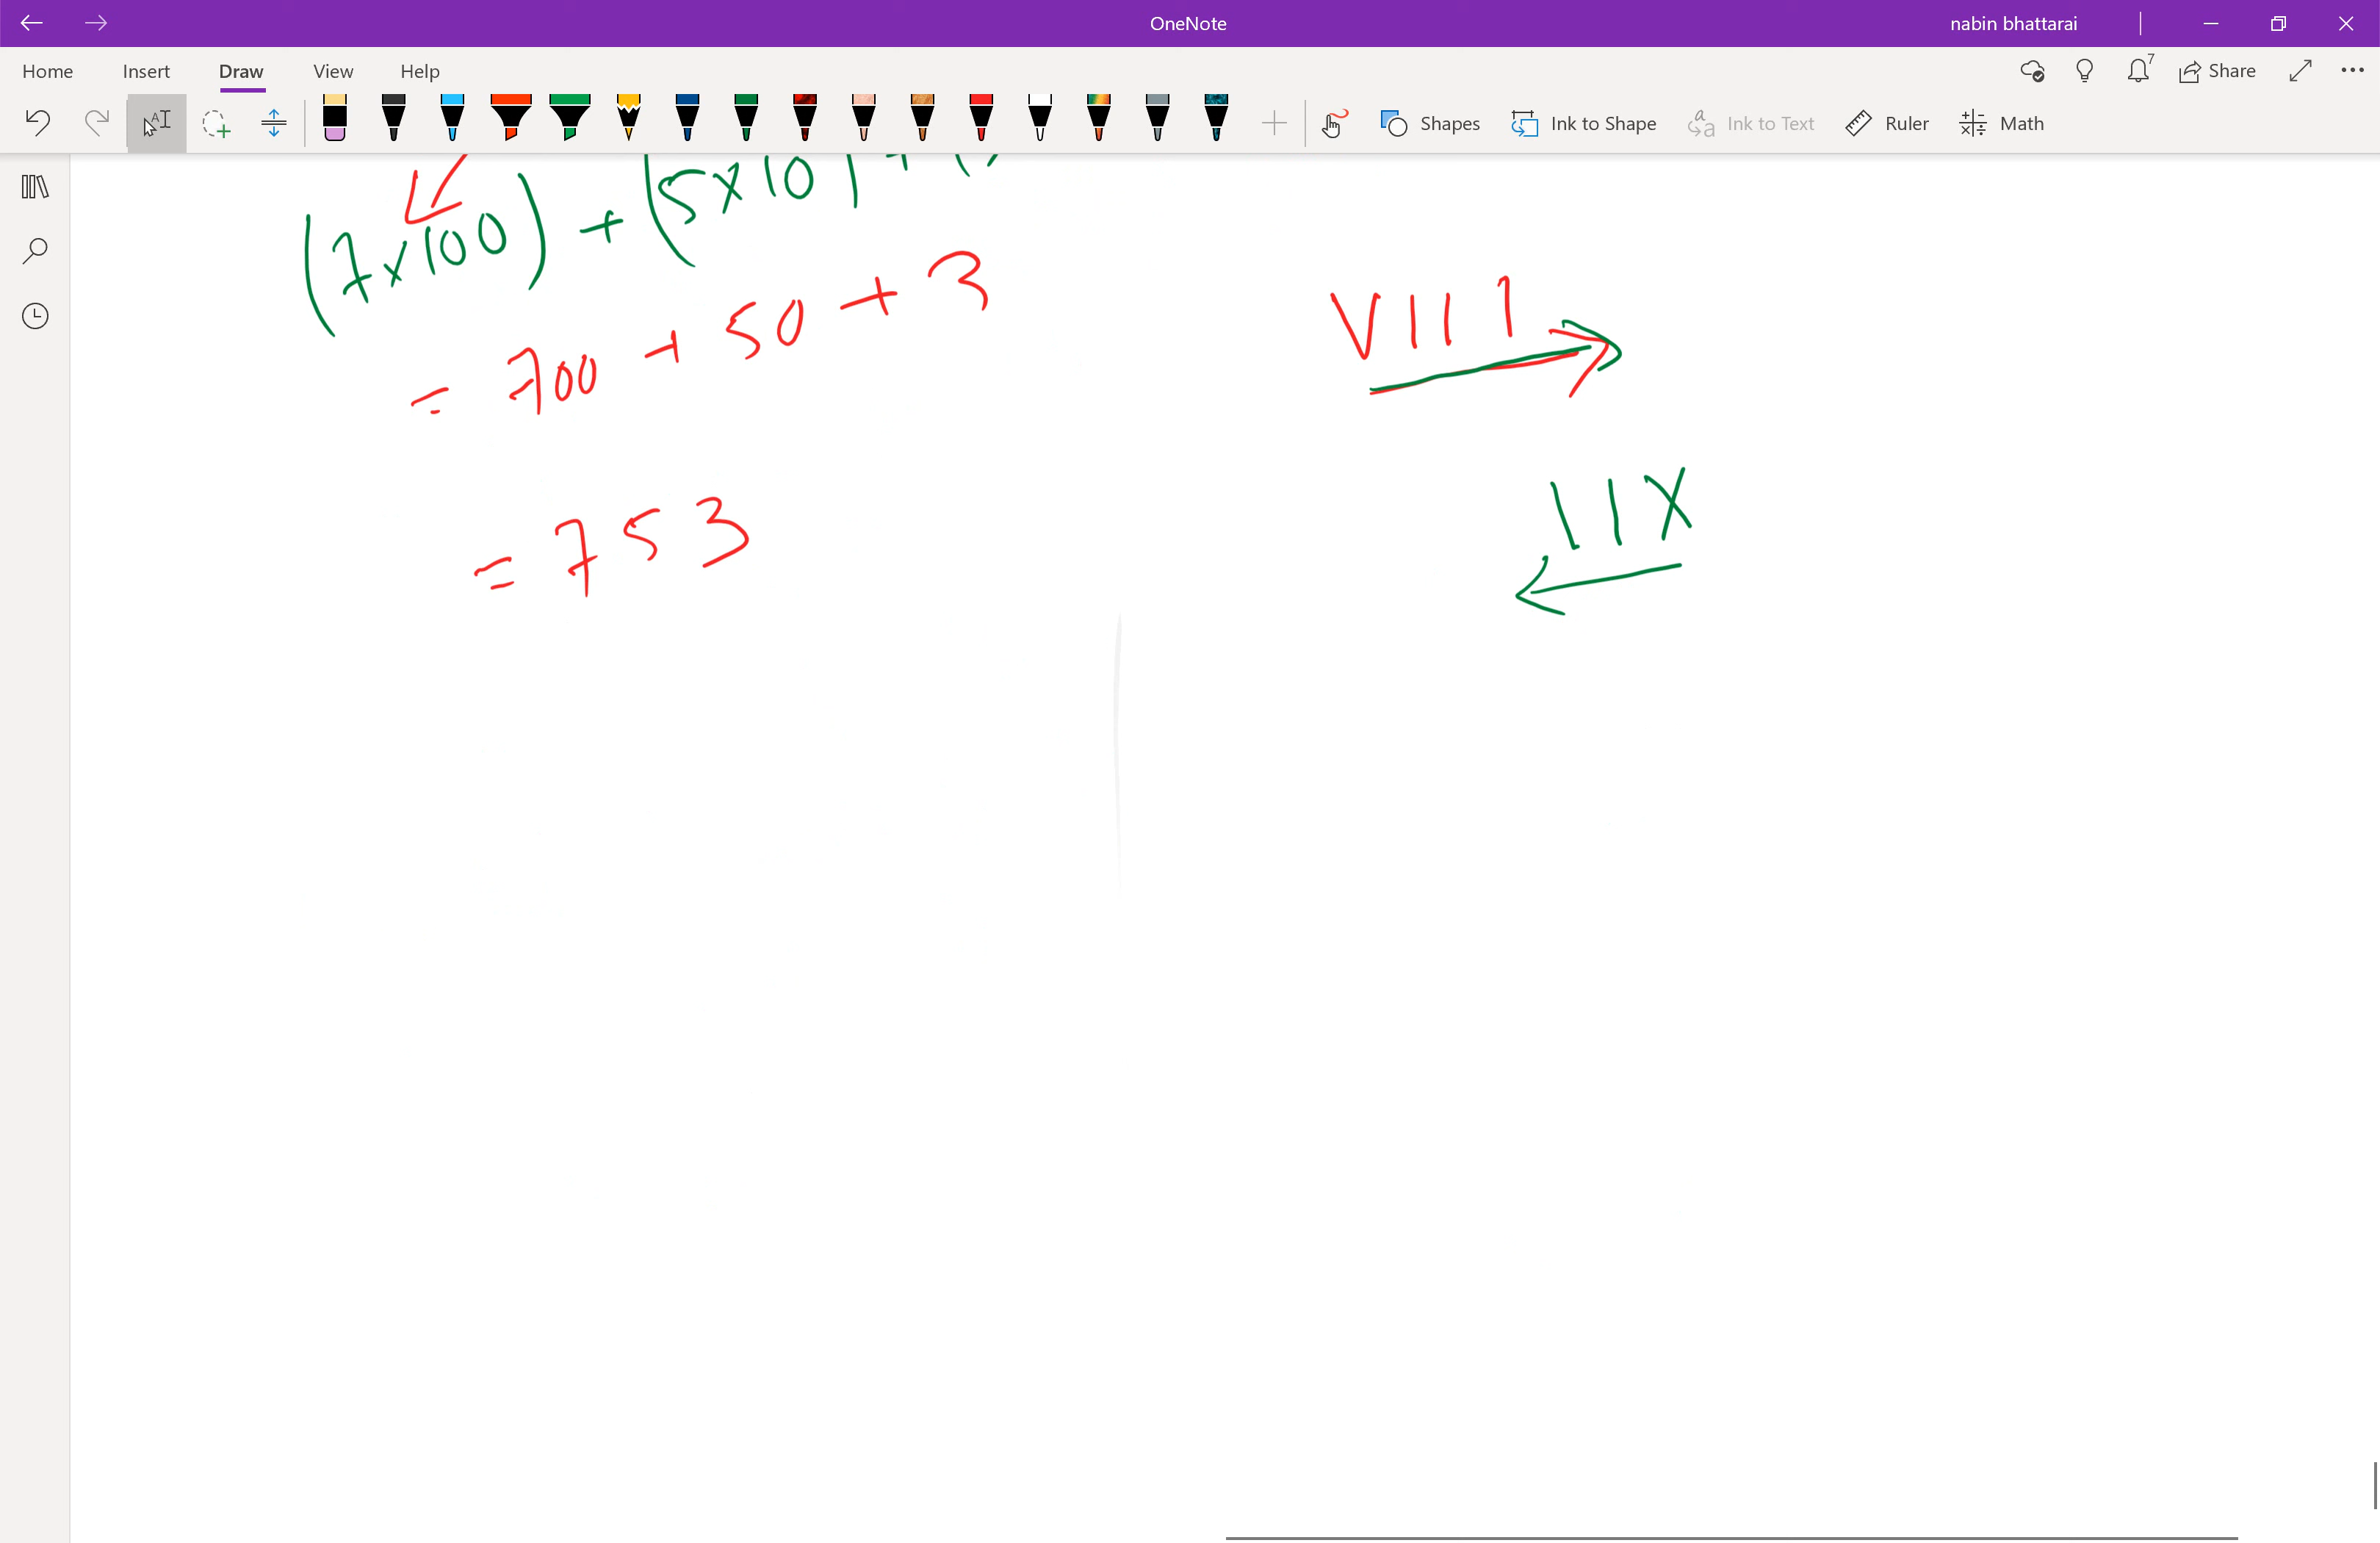 OneNote
nabin bhattarai
Home Insert Draw View Help
7 Share
Shapes Ink to Shape Ink to Text Ruler Math
(7x100) + (5x10) +
= 700 + 50 + 3
= 753
VIII
IIX